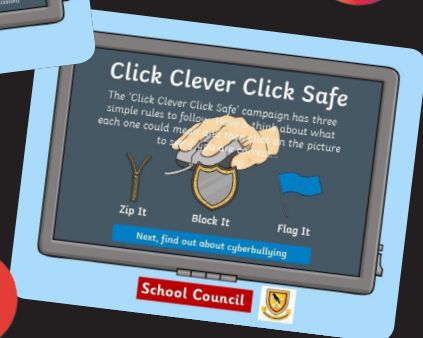 Click Clever Click Safe
The 'Click Clever Click Safe' campaign has three
simple rules to follow. think about what
each one could mean on the picture
to
Zip It
Block It
Flag It
Next, find out about cyberbullying
School Council